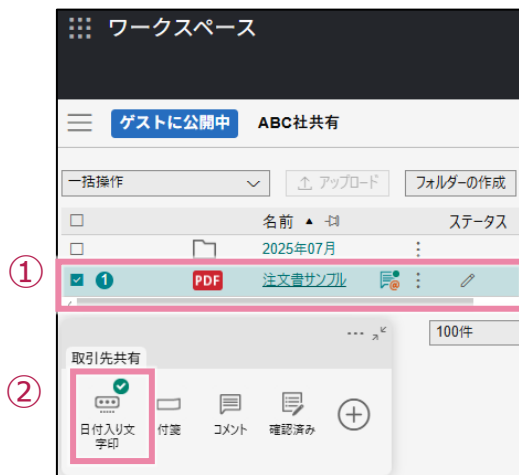 ワークスペース
ゲストに公開中 ABC社共有
一括操作 アップロード フォルダーの作成
名前 ▲ ステータス
2025年07月
① 1 PDF 注文書サンプル
100件
取引先共有
②
日付入り文字印 付箋 コメント 確認済み